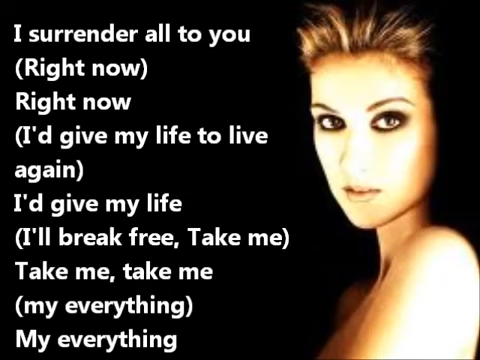 I surrender all to you
(Right now)
Right now
(I'd give my life to live
again)
I'd give my life
(I'll break free, Take me)
Take me, take me
(my everything)
My everything